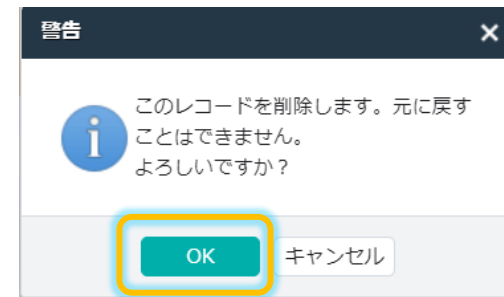 警告
このレコードを削除します。元に戻す
ことはできません。
よろしいですか？
OK キャンセル